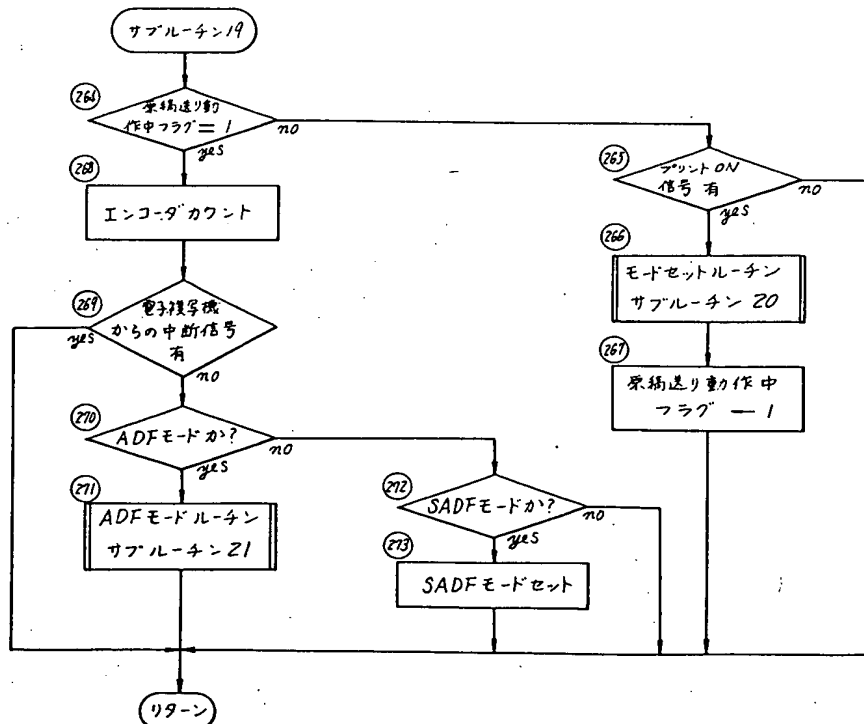 サブルーチン19
264
原稿送り動
作中フラグ=1
no
yes
268
エンコーダカウント
269
電子複写機
からの中断信号
有
yes
no
270
ADFモードか?
no
yes
271
ADFモードルーチン
サブルーチン21
272
SADFモードか?
no
yes
273
SADFモードセット
265
プリントON
信号有
no
yes
266
モードセットルーチン
サブルーチン20
267
原稿送り動作中
フラグ ― 1
リターン